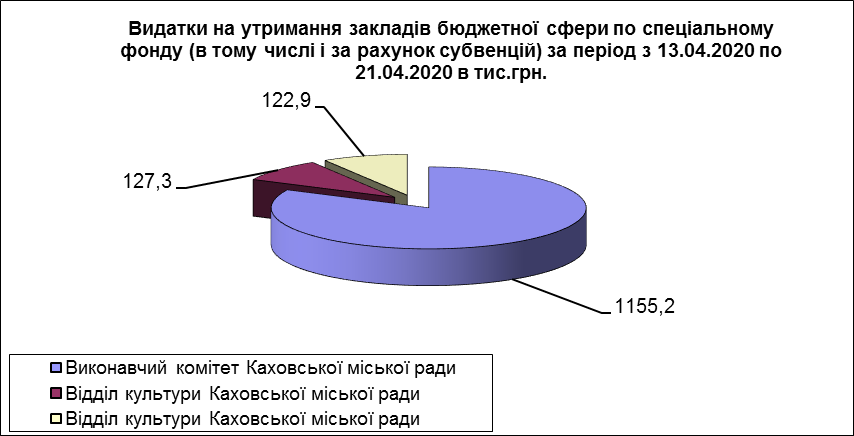 Видатки на утримання закладів бюджетної сфери по спеціальному
фонду (в тому числі і за рахунок субвенцій) за період з 13.04.2020 по
21.04.2020 в тис.грн.
122,9
127,3
1155,2
Виконавчий комітет Каховської міської ради
Відділ культури Каховської міської ради
Відділ культури Каховської міської ради